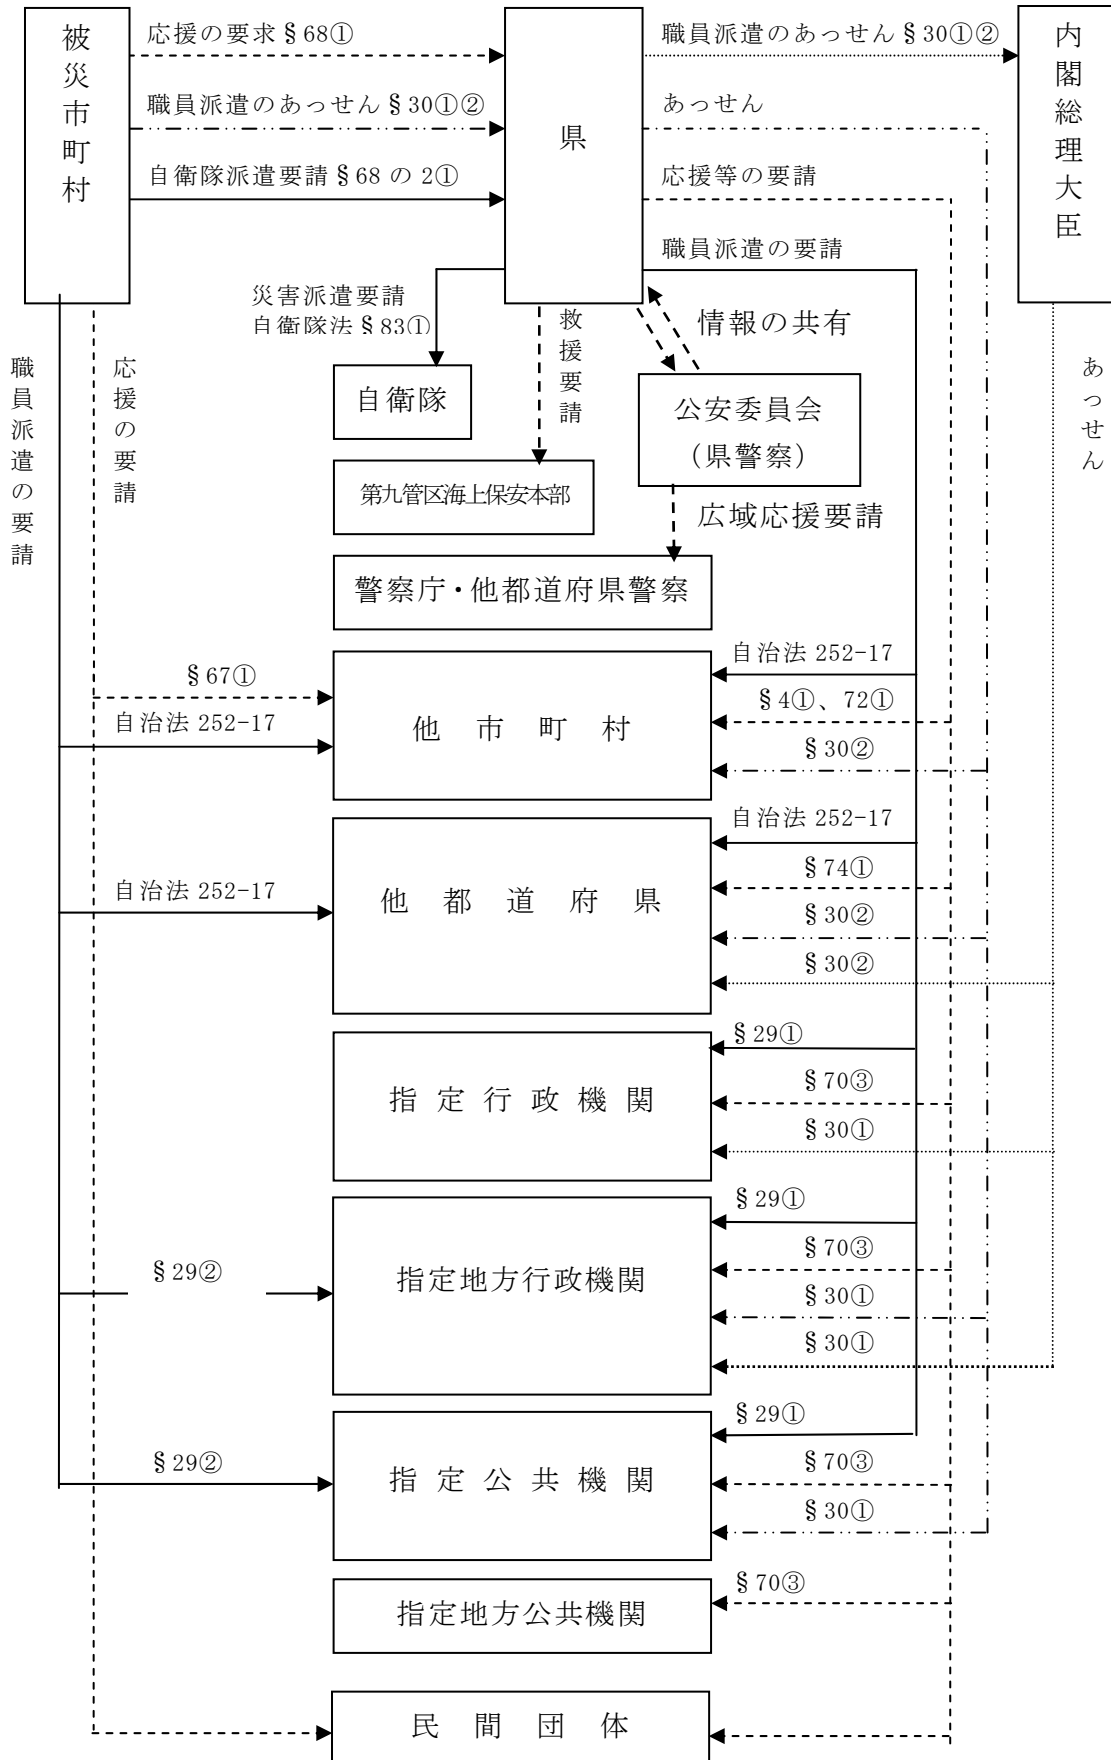 被災市町村
応援の要求§68①
職員派遣のあっせん§30①②
自衛隊派遣要請§68の2①
県
職員派遣のあっせん§30①②
あっせん
応援等の要請
職員派遣の要請
内閣総理大臣
災害派遣要請
自衛隊法§83①
救援要請
情報の共有
職員派遣の要請
応援の要請
あっせん
自衛隊
公安委員会
(県警察)
第九管区海上保安本部
広域応援要請
警察庁・他都道府県警察
§67①
自治法252-17
他市町村
自治法252-17
§4①、72①
§30②
自治法252-17
他都道府県
自治法252-17
§74①
§30②
§30②
指定行政機関
§29①
§70③
§30①
§29②
指定地方行政機関
§29①
§70③
§30①
§30①
§29②
指定公共機関
§29①
§70③
§30①
指定地方公共機関
§70③
民間団体